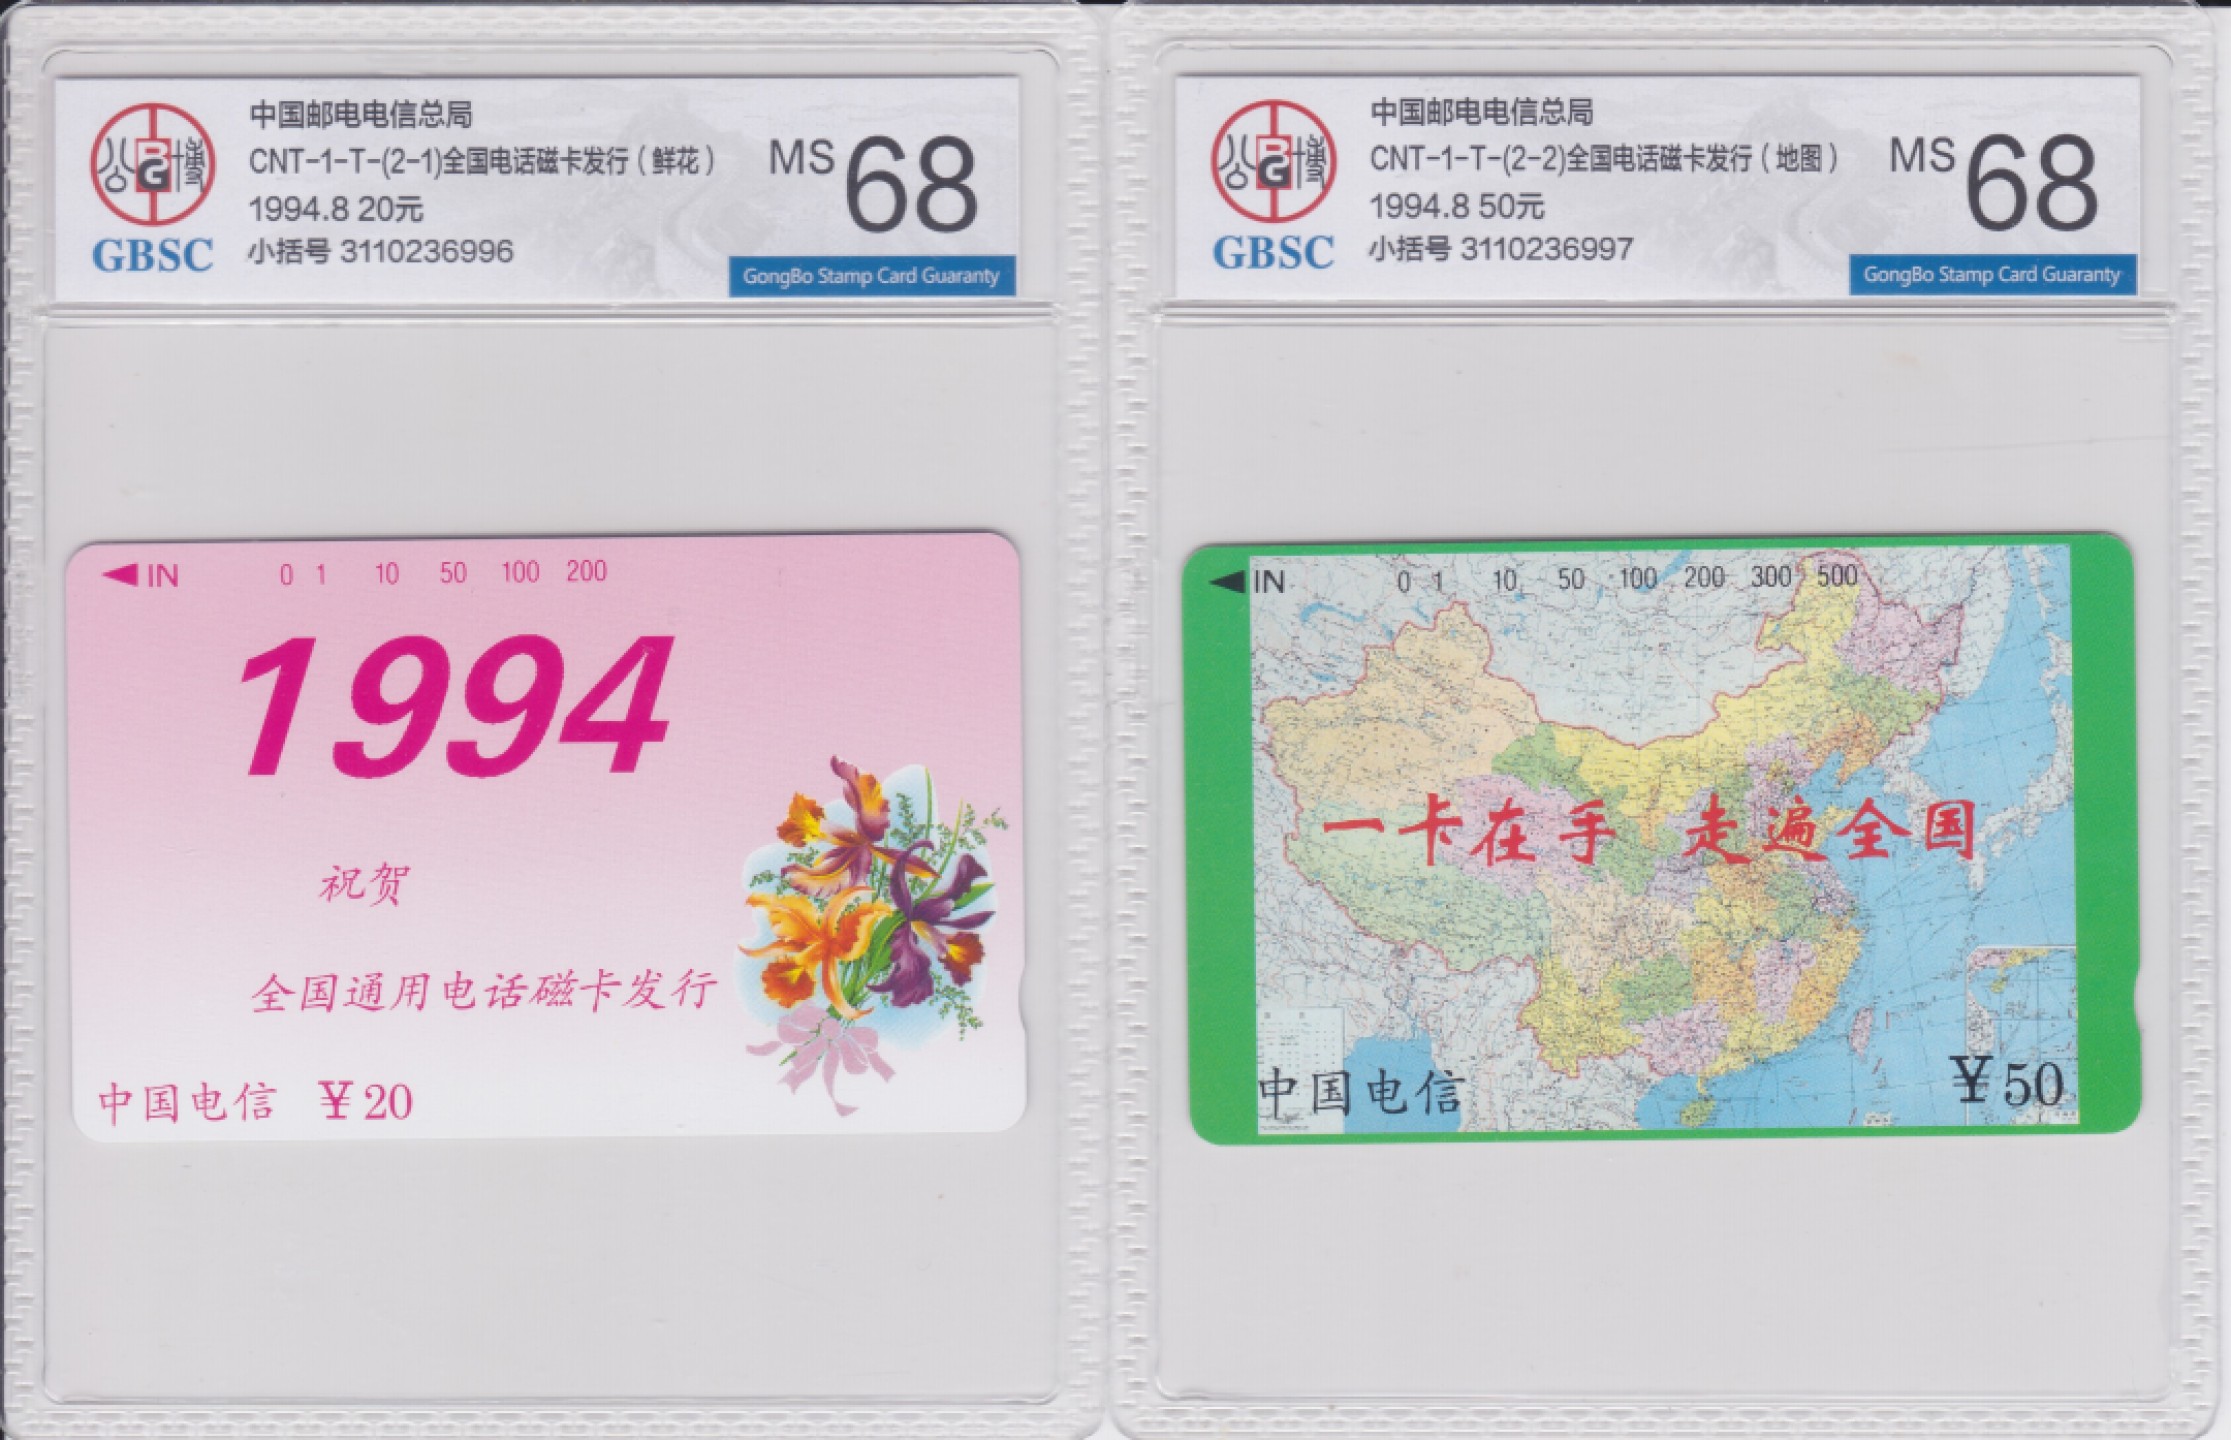 中国邮电电信总局
CNT-1-T-(2-1)全国电话磁卡发行（鲜花）
1994.8 20元
小括号 3110236996
MS 68
公博
BG
GBSC
GongBo Stamp Card Guaranty
IN 0 1 10 50 100 200
1994
祝贺
全国通用电话磁卡发行
中国电信 ￥20
中国邮电电信总局
CNT-1-T-(2-2)全国电话磁卡发行（地图）
1994.8 50元
小括号 3110236997
MS 68
公博
BG
GBSC
GongBo Stamp Card Guaranty
IN 0 1 10 50 100 200 300 500
一卡在手 走遍全国
中国电信 ￥50